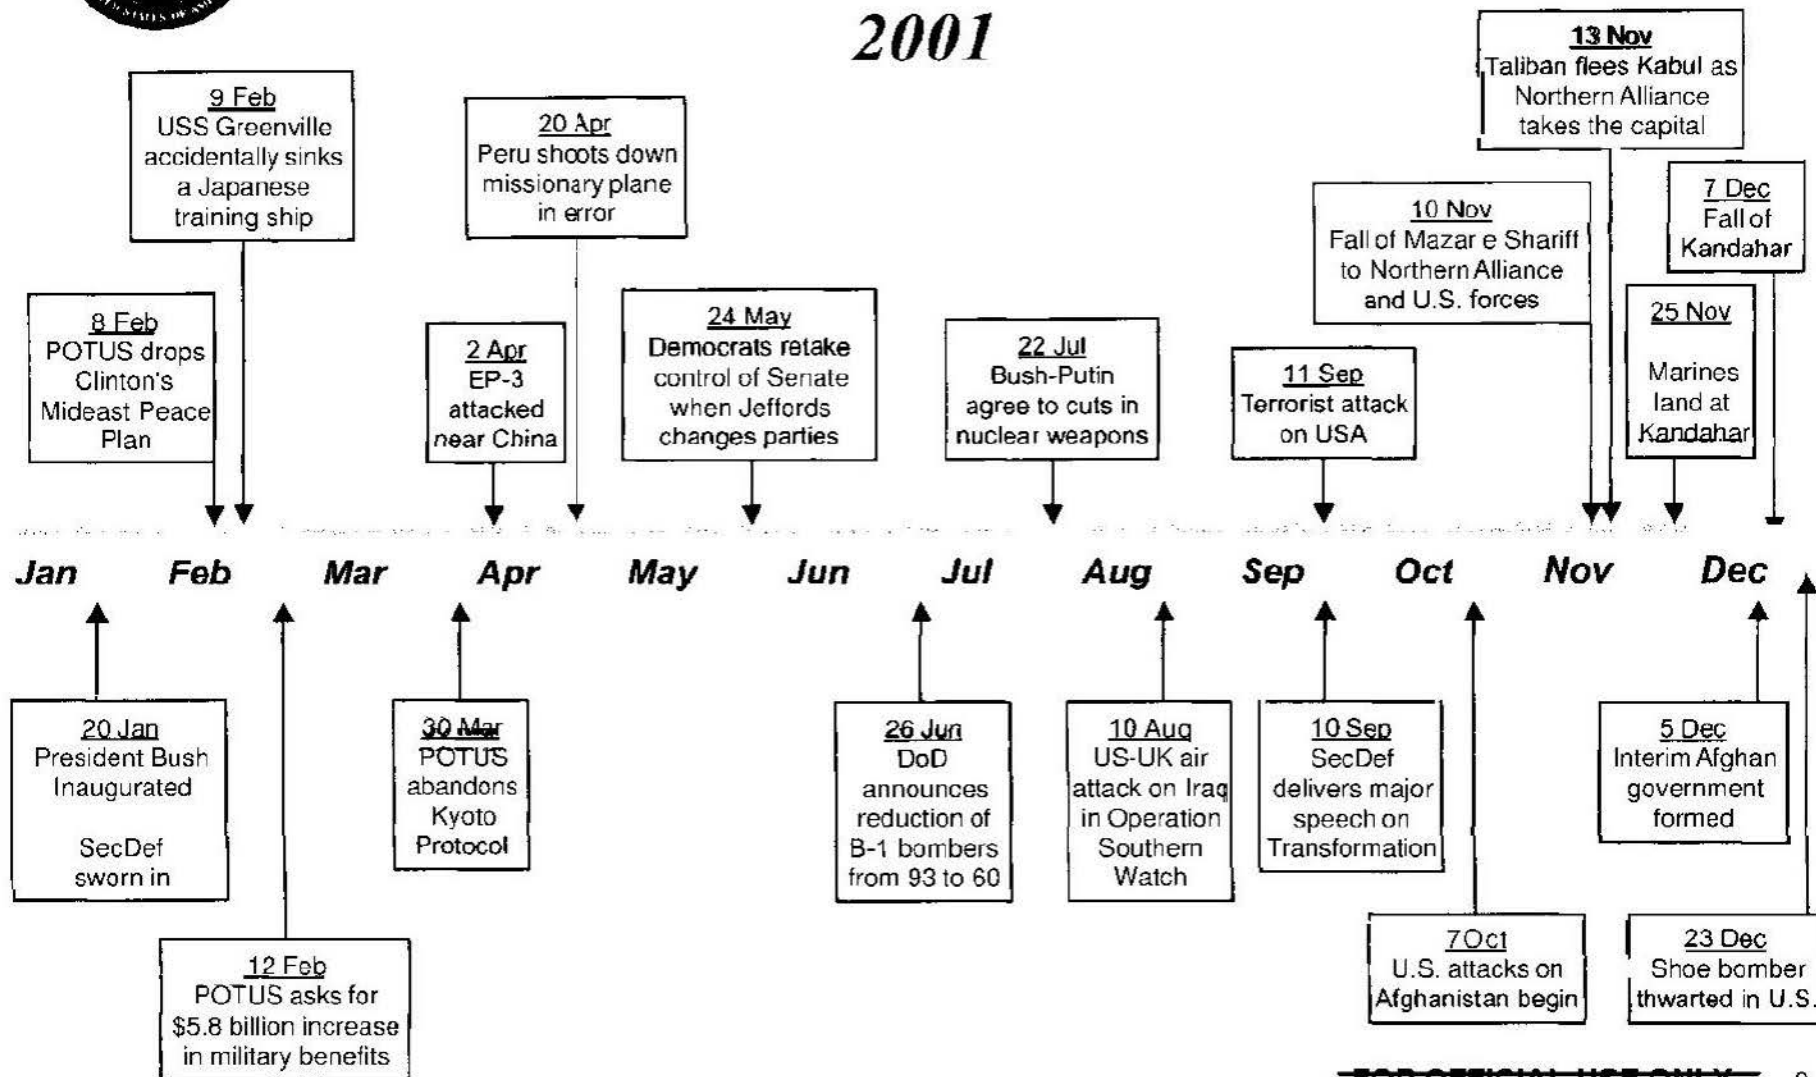 2001
13 Nov
Taliban flees Kabul as
Northern Alliance
takes the capital
9 Feb
USS Greenville
accidentally sinks
a Japanese
training ship
20 Apr
Peru shoots down
missionary plane
in error
7 Dec
Fall of
Kandahar
10 Nov
Fall of Mazar e Shariff
to Northern Alliance
and U.S. forces
8 Feb
POTUS drops
Clinton's
Mideast Peace
Plan
2 Apr
EP-3
attacked
near China
24 May
Democrats retake
control of Senate
when Jeffords
changes parties
22 Jul
Bush-Putin
agree to cuts in
nuclear weapons
11 Sep
Terrorist attack
on USA
25 Nov
Marines
land at
Kandahar
Jan Feb Mar Apr May Jun Jul Aug Sep Oct Nov Dec
20 Jan
President Bush
Inaugurated
SecDef
sworn in
30 Mar
POTUS
abandons
Kyoto
Protocol
26 Jun
DoD
announces
reduction of
B-1 bombers
from 93 to 60
10 Aug
US-UK air
attack on Iraq
in Operation
Southern
Watch
10 Sep
SecDef
delivers major
speech on
Transformation
5 Dec
Interim Afghan
government
formed
12 Feb
POTUS asks for
$5.8 billion increase
in military benefits
7 Oct
U.S. attacks on
Afghanistan begin
23 Dec
Shoe bomber
thwarted in U.S.
FOR OFFICIAL USE ONLY